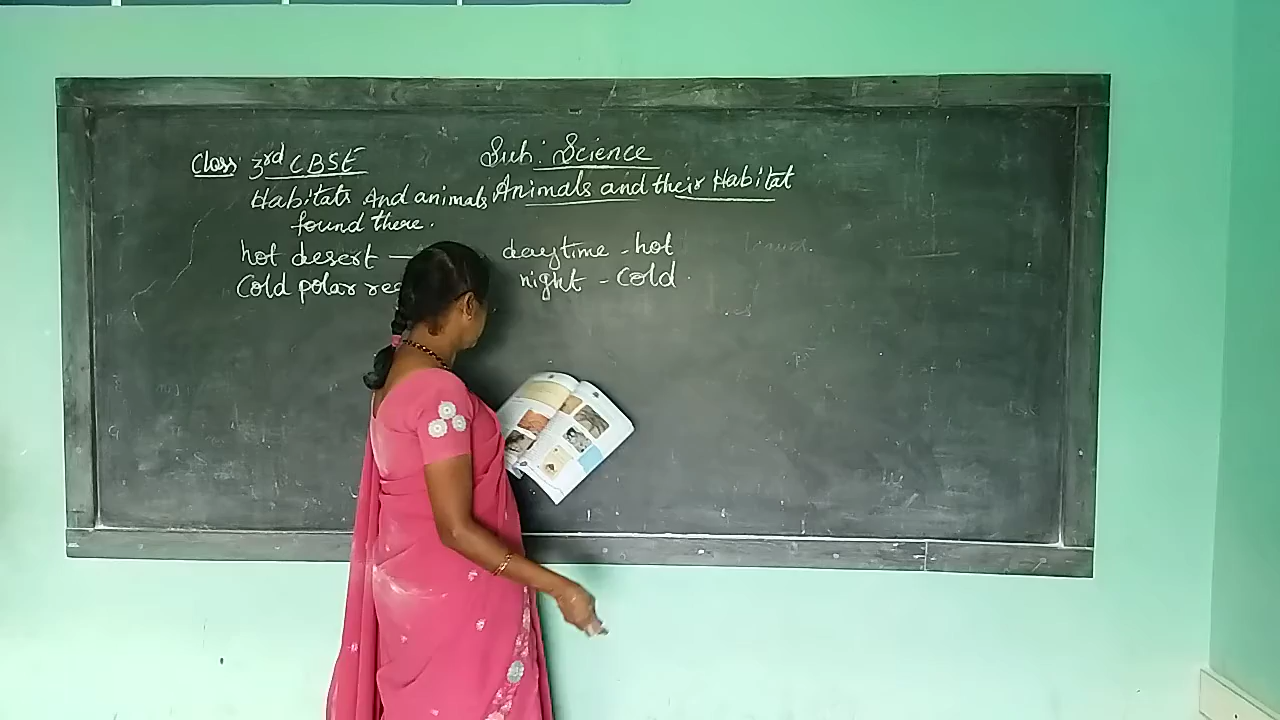 Class: 3rd CBSE Sub: Science
Habitats And animals Animals and their Habitat
found there.
hot desert — daytime - hot
Cold polar night - Cold.